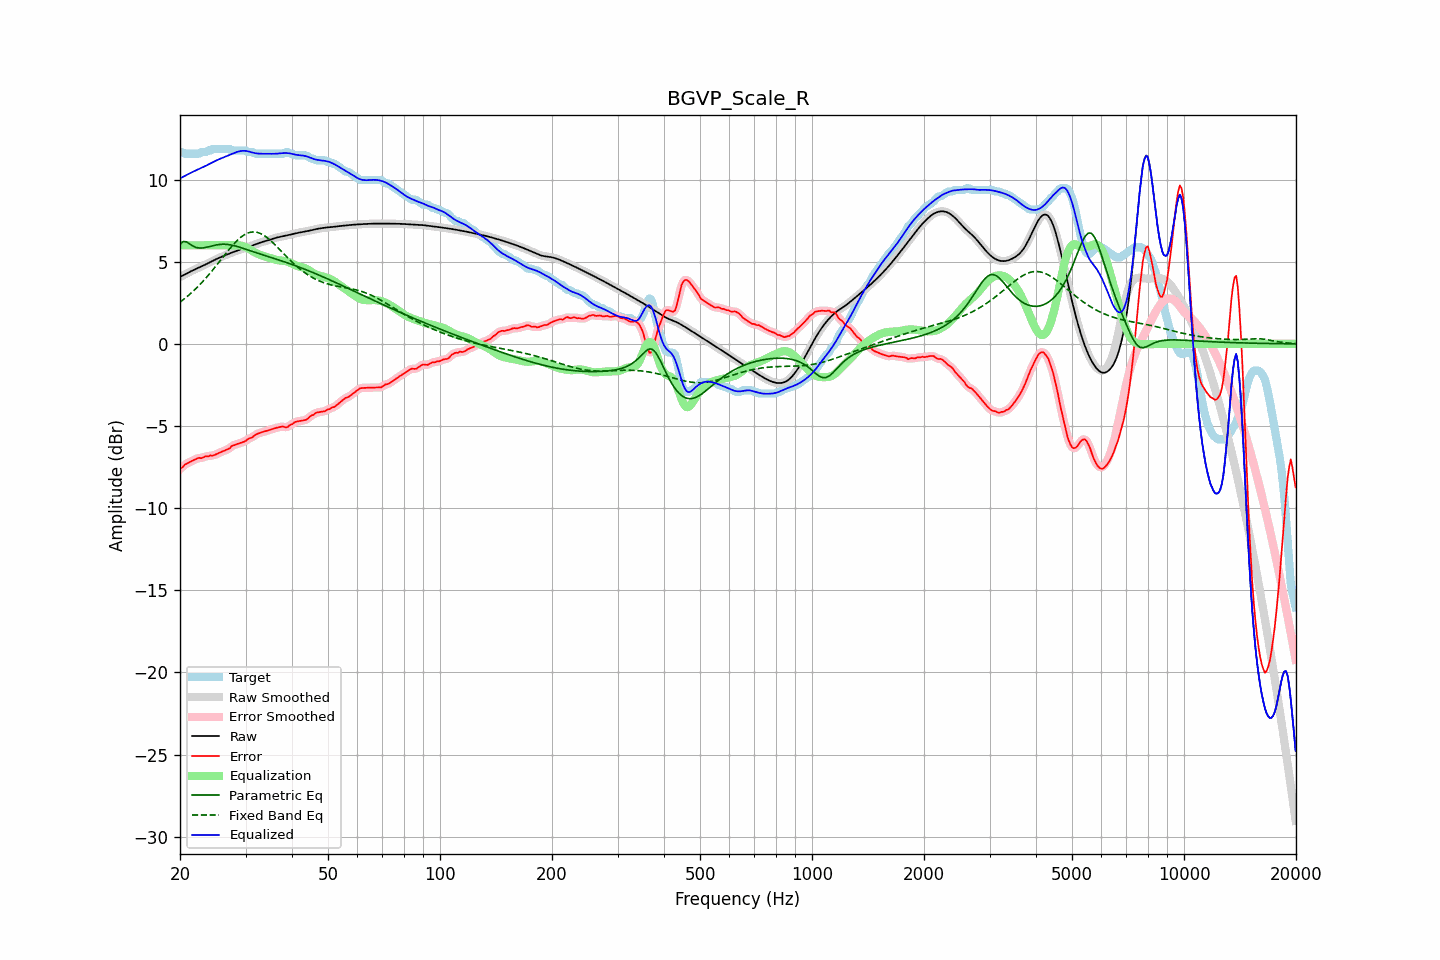 BGVP_Scale_R
Amplitude (dBr)
10
5
0
−5
−10
−15
−20
−25
−30
Target
Raw Smoothed
Error Smoothed
Raw
Error
Equalization
Parametric Eq
Fixed Band Eq
Equalized
20
50
100
200
500
1000
2000
5000
10000
20000
Frequency (Hz)